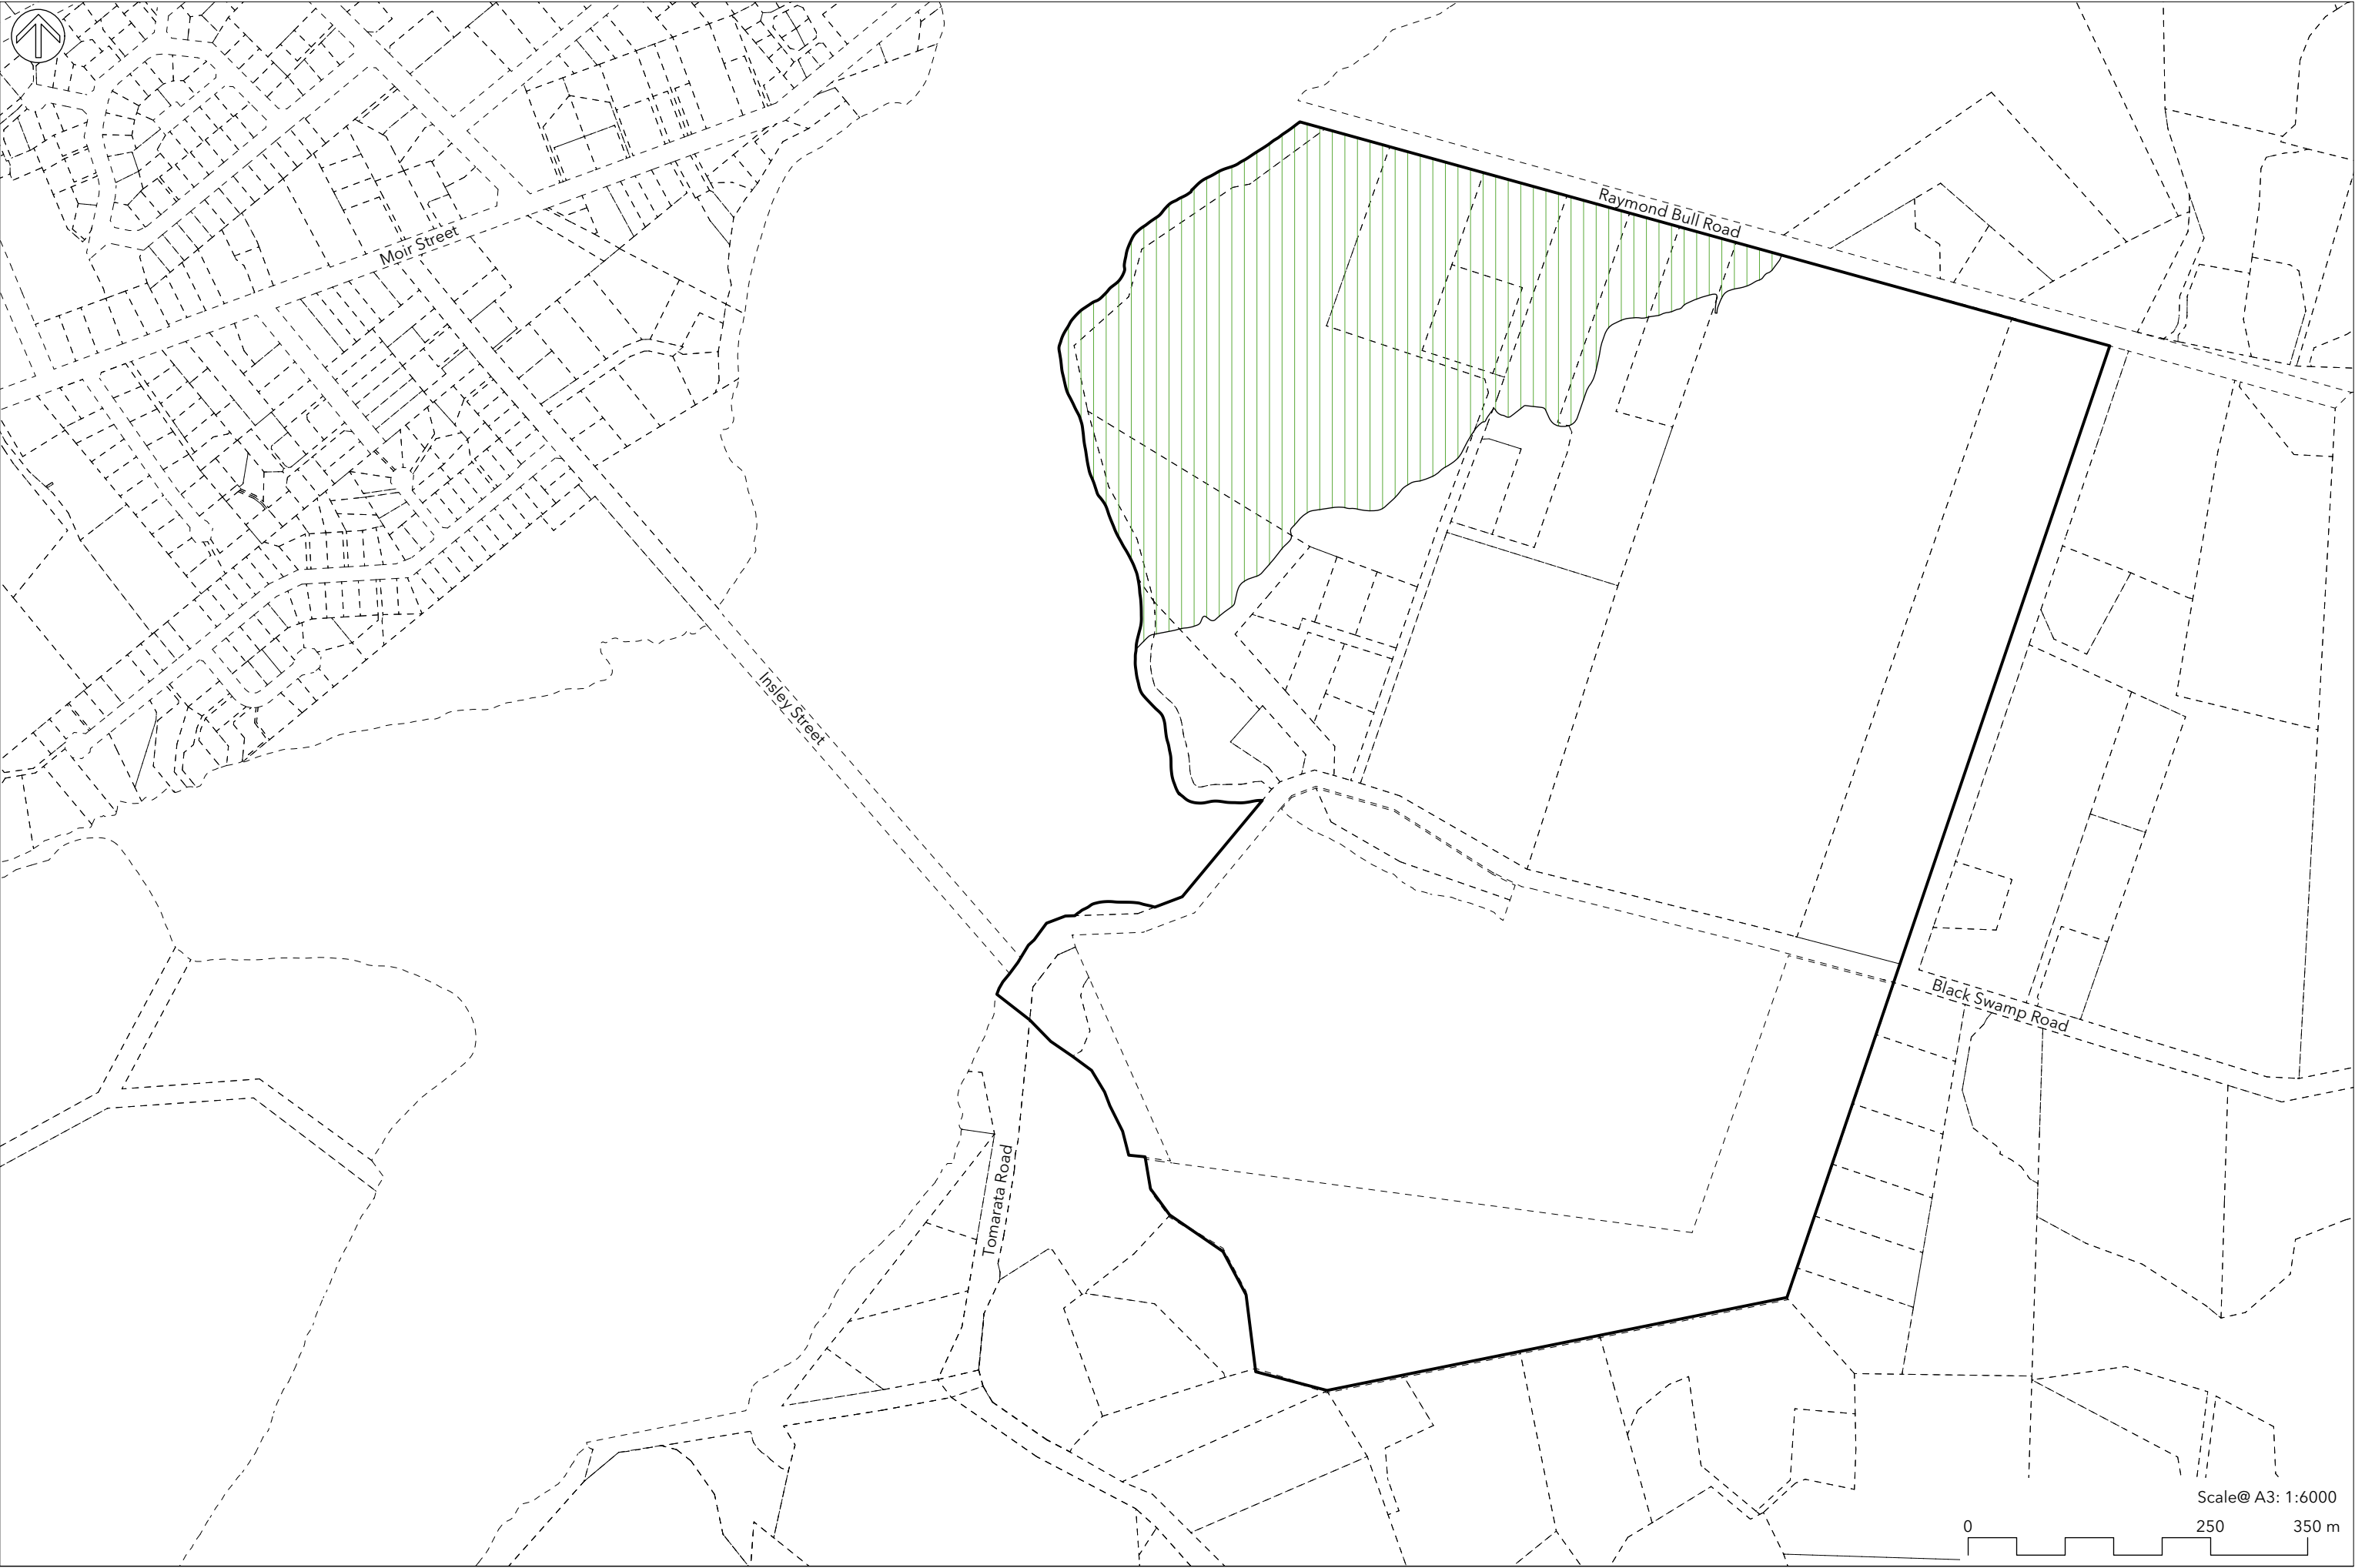 Raymond Bull Road
Moir Street
Insley Street
Black Swamp Road
Tomarata Road
Scale@ A3: 1:6000
0 250 350 m